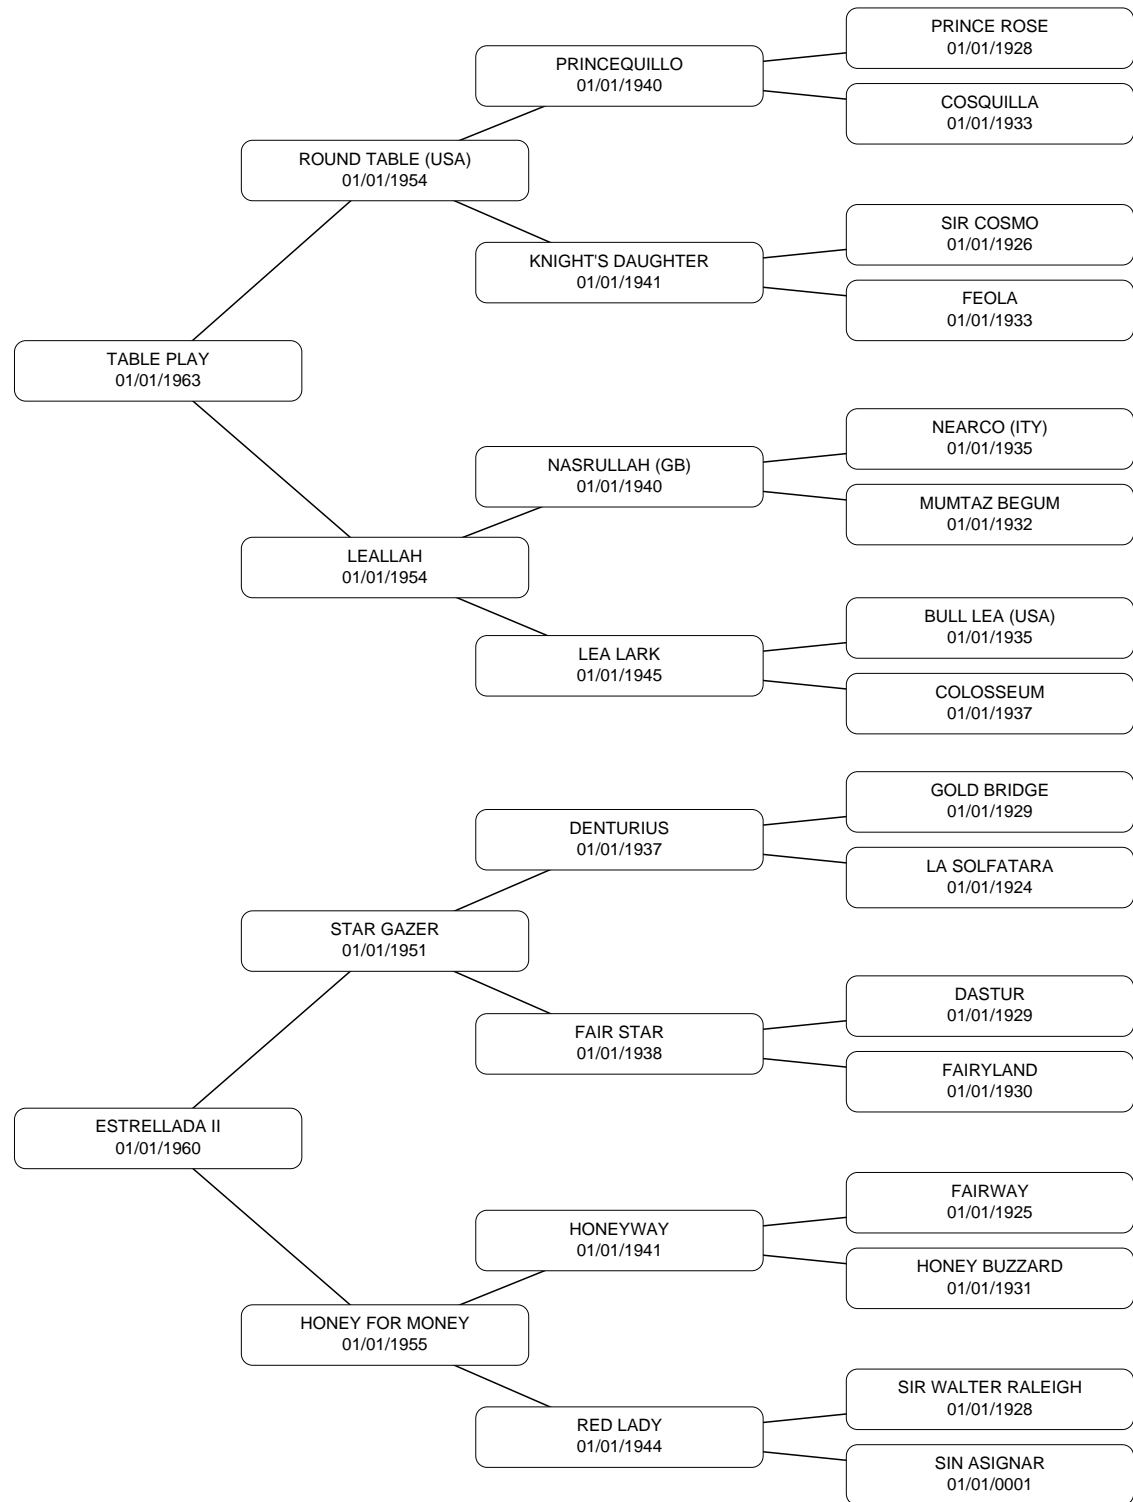 PRINCE ROSE
01/01/1928
PRINCEQUILLO
01/01/1940
COSQUILLA
01/01/1933
ROUND TABLE (USA)
01/01/1954
SIR COSMO
01/01/1926
KNIGHT'S DAUGHTER
01/01/1941
FEOLA
01/01/1933
TABLE PLAY
01/01/1963
NEARCO (ITY)
01/01/1935
NASRULLAH (GB)
01/01/1940
MUMTAZ BEGUM
01/01/1932
LEALLAH
01/01/1954
BULL LEA (USA)
01/01/1935
LEA LARK
01/01/1945
COLOSSEUM
01/01/1937
GOLD BRIDGE
01/01/1929
DENTURIUS
01/01/1937
LA SOLFATARA
01/01/1924
STAR GAZER
01/01/1951
DASTUR
01/01/1929
FAIR STAR
01/01/1938
FAIRYLAND
01/01/1930
ESTRELLADA II
01/01/1960
FAIRWAY
01/01/1925
HONEYWAY
01/01/1941
HONEY BUZZARD
01/01/1931
HONEY FOR MONEY
01/01/1955
SIR WALTER RALEIGH
01/01/1928
RED LADY
01/01/1944
SIN ASIGNAR
01/01/0001